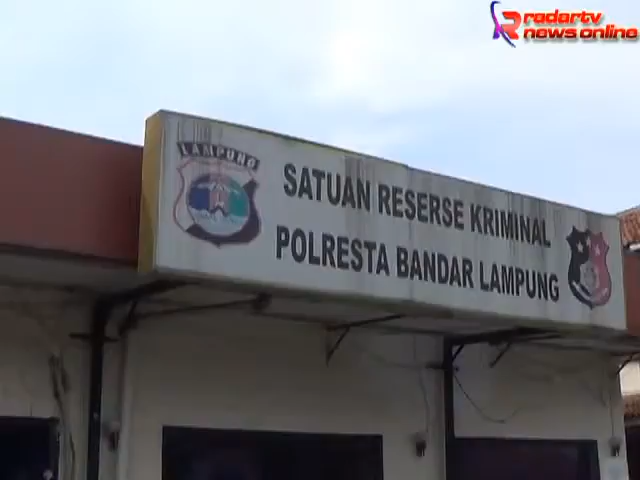 radartv
news online
LAMPUNG
SATUAN RESERSE KRIMINAL
POLRESTA BANDAR LAMPUNG